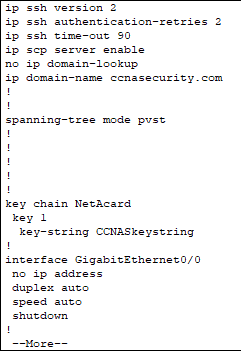 ip ssh version 2
ip ssh authentication-retries 2
ip ssh time-out 90
ip scp server enable
no ip domain-lookup
ip domain-name ccnasecurity.com
!
!
spanning-tree mode pvst
!
!
!
!
!
key chain NetAcard
 key 1
  key-string CCNASkeystring
!
interface GigabitEthernet0/0
 no ip address
 duplex auto
 speed auto
 shutdown
!
 --More--